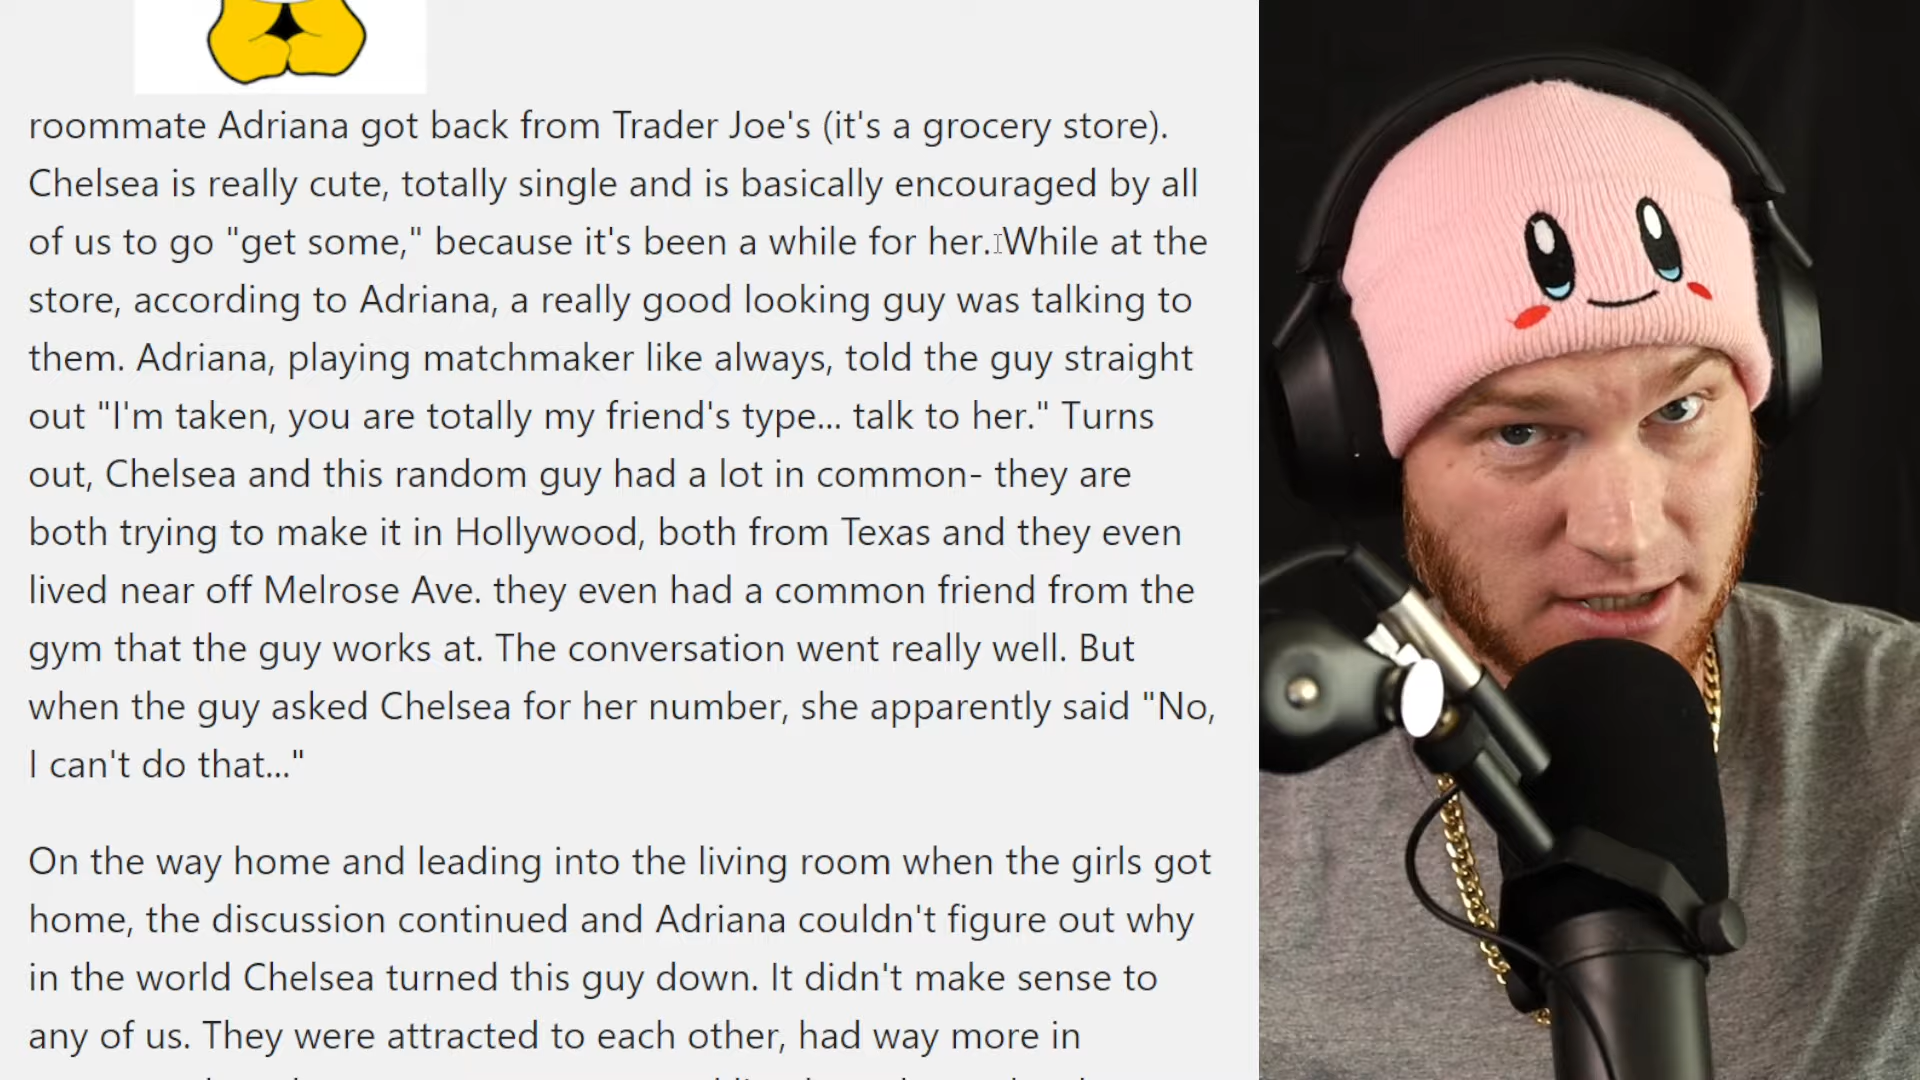 roommate Adriana got back from Trader Joe's (it's a grocery store).
Chelsea is really cute, totally single and is basically encouraged by all
of us to go "get some," because it's been a while for her. While at the
store, according to Adriana, a really good looking guy was talking to
them. Adriana, playing matchmaker like always, told the guy straight
out "I'm taken, you are totally my friend's type... talk to her." Turns
out, Chelsea and this random guy had a lot in common- they are
both trying to make it in Hollywood, both from Texas and they even
lived near off Melrose Ave. they even had a common friend from the
gym that the guy works at. The conversation went really well. But
when the guy asked Chelsea for her number, she apparently said "No,
I can't do that..."
On the way home and leading into the living room when the girls got
home, the discussion continued and Adriana couldn't figure out why
in the world Chelsea turned this guy down. It didn't make sense to
any of us. They were attracted to each other, had way more in